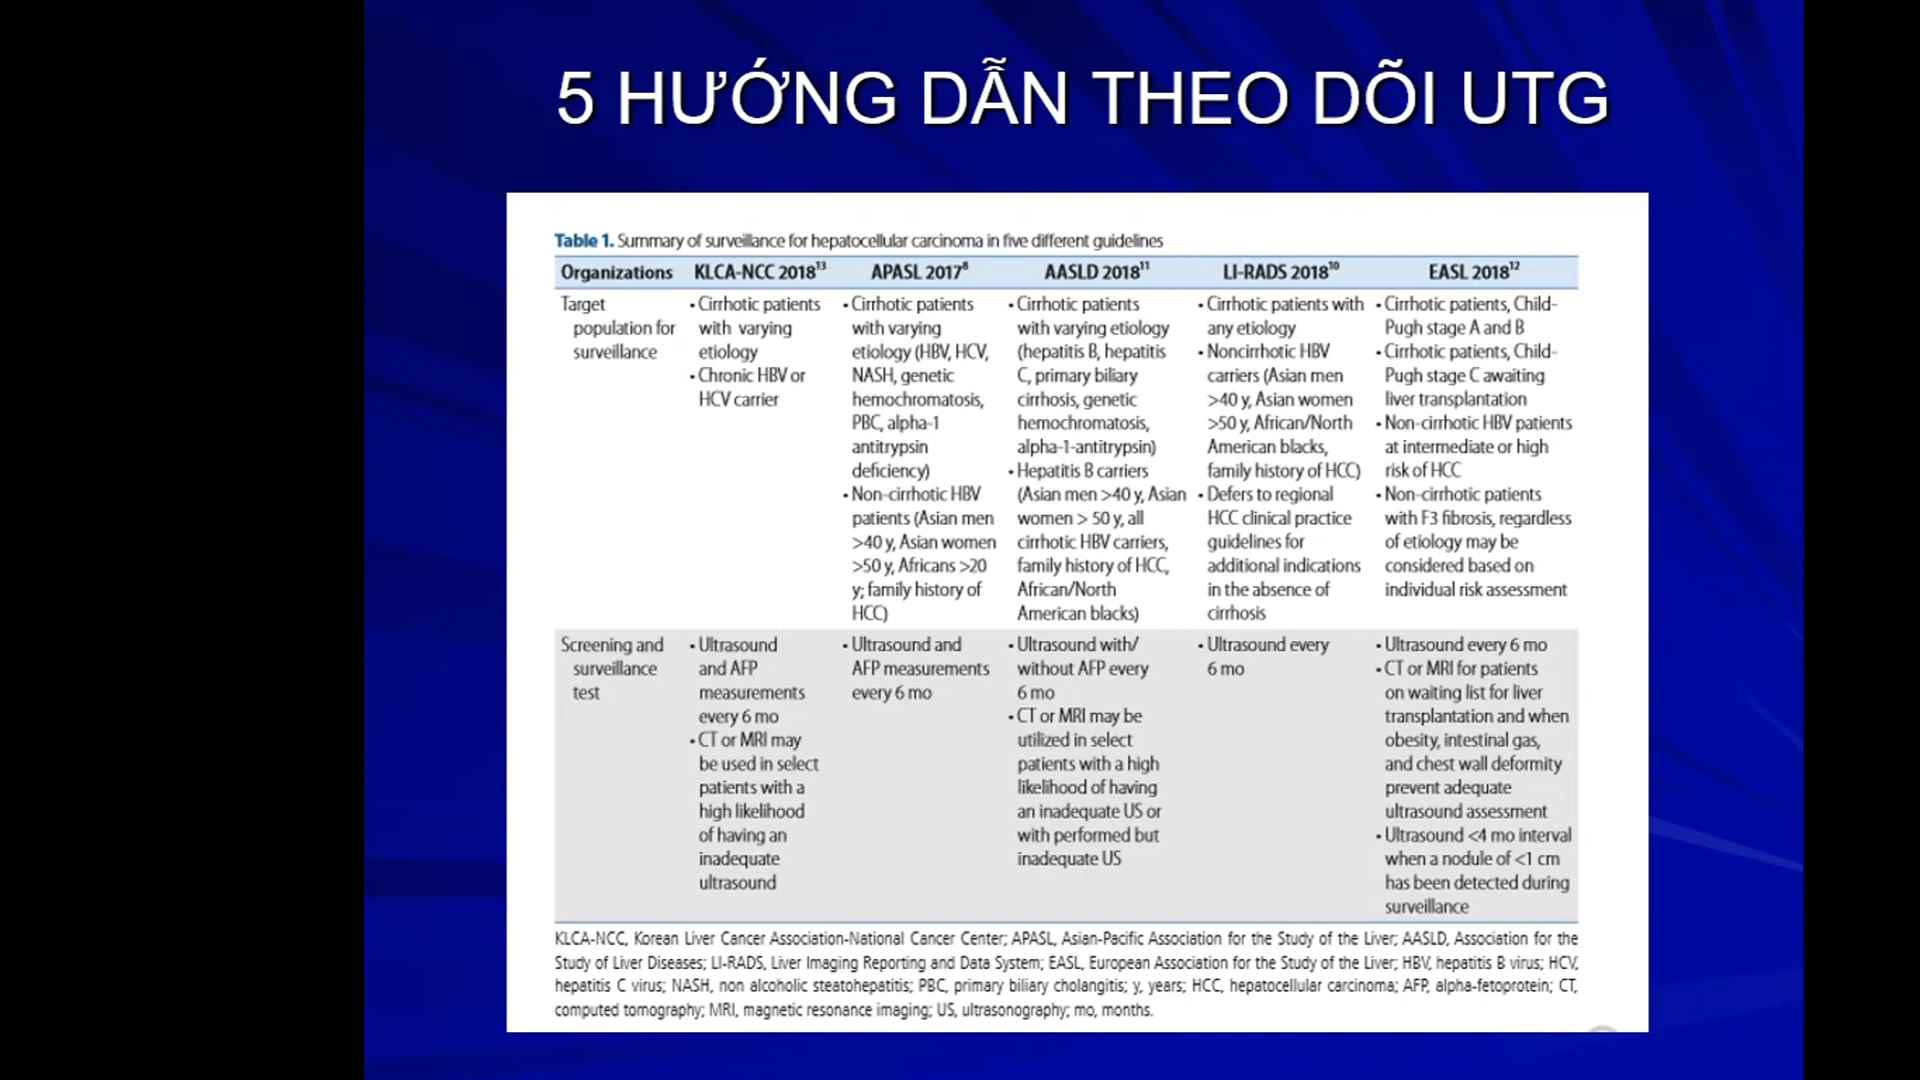 5 HƯỚNG DẪN THEO DÕI UTG
Table 1. Summary of surveillance for hepatocellular carcinoma in five different guidelines
Organizations KLCA-NCC 2018¹³ APASL 2017⁸ AASLD 2018¹¹ LI-RADS 2018¹⁰ EASL 2018¹²
Target
population for
surveillance
• Cirrhotic patients
with varying
etiology
• Chronic HBV or
HCV carrier
• Cirrhotic patients
with varying
etiology (HBV, HCV,
NASH, genetic
hemochromatosis,
PBC, alpha-1
antitrypsin
deficiency)
• Non-cirrhotic HBV
patients (Asian men
>40 y, Asian women
>50 y, Africans >20
y; family history of
HCC)
• Cirrhotic patients
with varying etiology
(hepatitis B, hepatitis
C, primary biliary
cirrhosis, genetic
hemochromatosis,
alpha-1-antitrypsin)
• Hepatitis B carriers
(Asian men >40 y, Asian
women > 50 y, all
cirrhotic HBV carriers,
family history of HCC,
African/North
American blacks)
• Cirrhotic patients with
any etiology
• Noncirrhotic HBV
carriers (Asian men
>40 y, Asian women
>50 y, African/North
American blacks,
family history of HCC)
• Defers to regional
HCC clinical practice
guidelines for
additional indications
in the absence of
cirrhosis
• Cirrhotic patients, Child-
Pugh stage A and B
• Cirrhotic patients, Child-
Pugh stage C awaiting
liver transplantation
• Non-cirrhotic HBV patients
at intermediate or high
risk of HCC
• Non-cirrhotic patients
with F3 fibrosis, regardless
of etiology may be
considered based on
individual risk assessment
Screening and
surveillance
test
• Ultrasound
and AFP
measurements
every 6 mo
• CT or MRI may
be used in select
patients with a
high likelihood
of having an
inadequate
ultrasound
• Ultrasound and
AFP measurements
every 6 mo
• Ultrasound with/
without AFP every
6 mo
• CT or MRI may be
utilized in select
patients with a high
likelihood of having
an inadequate US or
with performed but
inadequate US
• Ultrasound every
6 mo
• Ultrasound every 6 mo
• CT or MRI for patients
on waiting list for liver
transplantation and when
obesity, intestinal gas,
and chest wall deformity
prevent adequate
ultrasound assessment
• Ultrasound <4 mo interval
when a nodule of <1 cm
has been detected during
surveillance
KLCA-NCC, Korean Liver Cancer Association-National Cancer Center; APASL, Asian-Pacific Association for the Study of the Liver; AASLD, Association for the
Study of Liver Diseases; LI-RADS, Liver Imaging Reporting and Data System; EASL, European Association for the Study of the Liver; HBV, hepatitis B virus; HCV,
hepatitis C virus; NASH, non alcoholic steatohepatitis; PBC, primary biliary cholangitis; y, years; HCC, hepatocellular carcinoma; AFP, alpha-fetoprotein; CT,
computed tomography; MRI, magnetic resonance imaging; US, ultrasonography; mo, months.